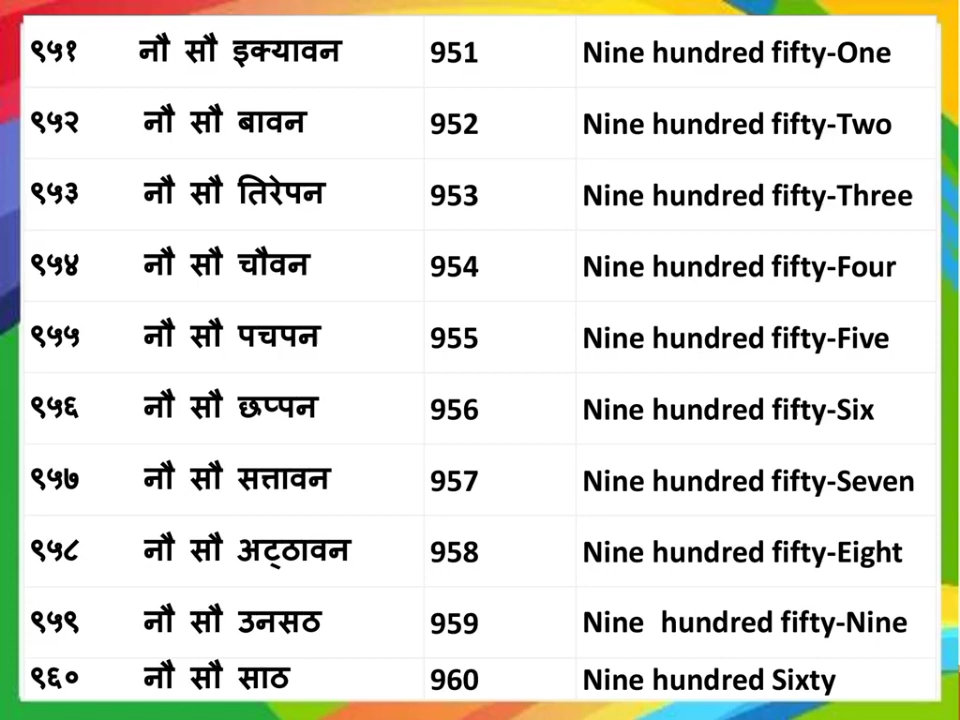 ९५१ नौ सौ इक्यावन 951 Nine hundred fifty-One
९५२ नौ सौ बावन 952 Nine hundred fifty-Two
९५३ नौ सौ तिरेपन 953 Nine hundred fifty-Three
९५४ नौ सौ चौवन 954 Nine hundred fifty-Four
९५५ नौ सौ पचपन 955 Nine hundred fifty-Five
९५६ नौ सौ छप्पन 956 Nine hundred fifty-Six
९५७ नौ सौ सत्तावन 957 Nine hundred fifty-Seven
९५८ नौ सौ अट्ठावन 958 Nine hundred fifty-Eight
९५९ नौ सौ उनसठ 959 Nine hundred fifty-Nine
९६० नौ सौ साठ 960 Nine hundred Sixty